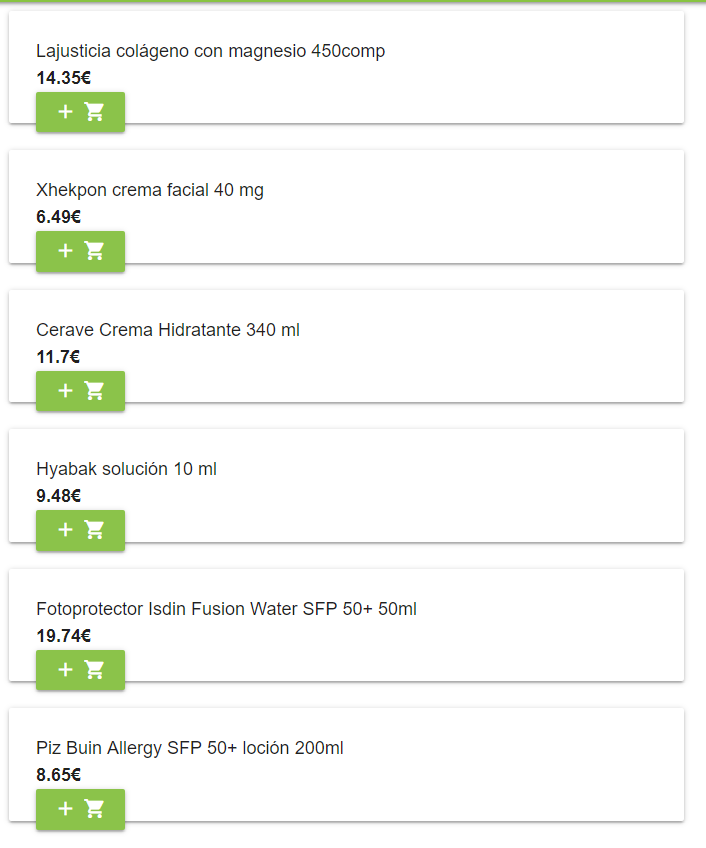 Lajusticia colágeno con magnesio 450comp
14.35€
+
Xhekpon crema facial 40 mg
6.49€
+
Cerave Crema Hidratante 340 ml
11.7€
+
Hyabak solución 10 ml
9.48€
+
Fotoprotector Isdin Fusion Water SFP 50+ 50ml
19.74€
+
Piz Buin Allergy SFP 50+ loción 200ml
8.65€
+